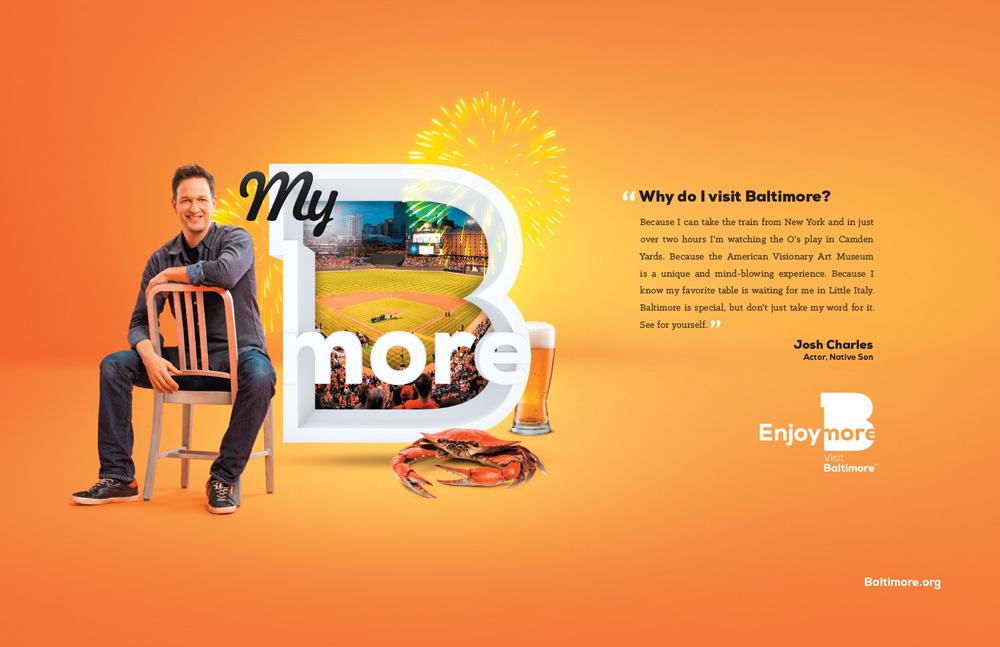 My
Bmore
“Why do I visit Baltimore?
Because I can take the train from New York and in just
over two hours I'm watching the O's play in Camden
Yards. Because the American Visionary Art Museum
is a unique and mind-blowing experience. Because I
know my favorite table is waiting for me in Little Italy.
Baltimore is special, but don't just take my word for it.
See for yourself.”
Josh Charles
Actor, Native Son
EnjoyBmore
Visit
Baltimore™
Baltimore.org